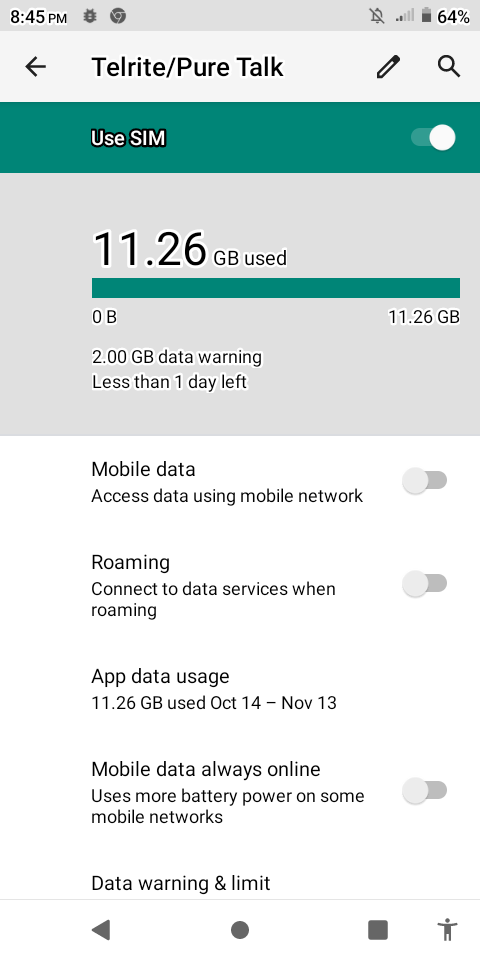 8:45 PM 64%
Telrite/Pure Talk
Use SIM
11.26 GB used
0 B 11.26 GB
2.00 GB data warning
Less than 1 day left
Mobile data
Access data using mobile network
Roaming
Connect to data services when
roaming
App data usage
11.26 GB used Oct 14 – Nov 13
Mobile data always online
Uses more battery power on some
mobile networks
Data warning & limit